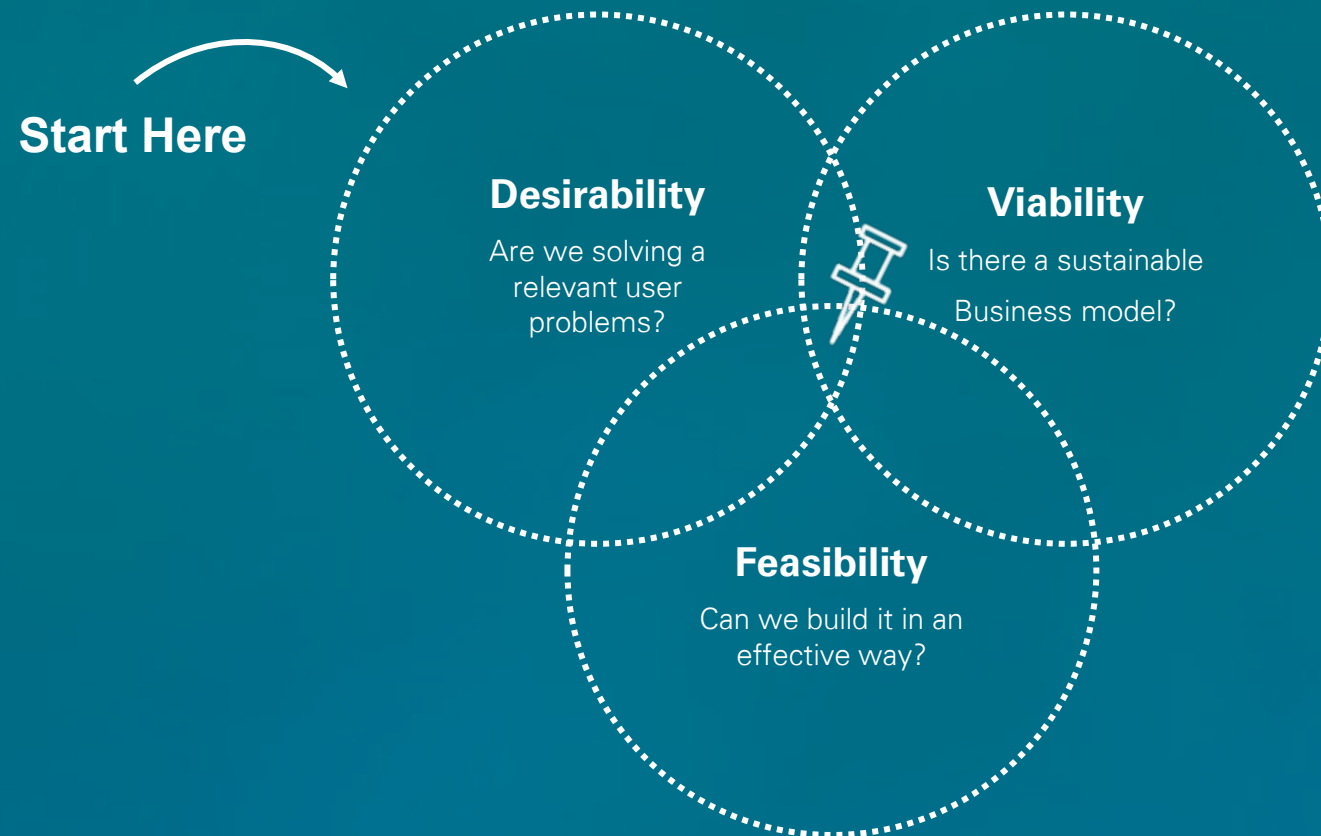 Start Here
Desirability
Are we solving a
relevant user
problems?
Viability
Is there a sustainable
Business model?
Feasibility
Can we build it in an
effective way?